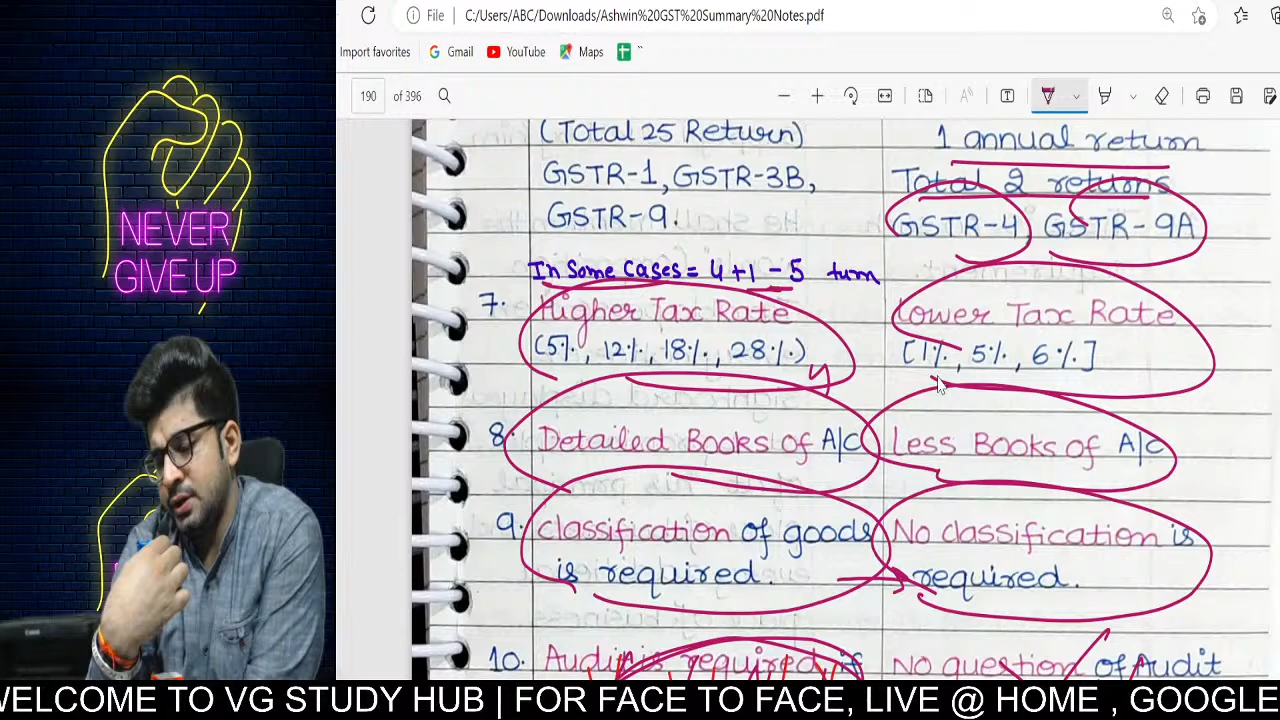 File C:/Users/ABC/Downloads/Ashwin%20GST%20Summary%20Notes.pdf
Import favorites Gmail YouTube Maps
190 of 396
(Total 25 Return)
GSTR-1, GSTR-3B,
GSTR-9.
1 annual return
Total 2 returns
GSTR-4 GSTR-9A
In Some Cases = 4+1 - 5 turn
7. Higher Tax Rate
(5%, 12%, 18%, 28%)
Lower Tax Rate
[1%, 5%, 6%]
8. Detailed Books of A/C
Less Books of A/C
9. Classification of goods
is required.
No classification is
required.
10. Audit is required if
No question of Audit
NEVER
GIVE UP
WELCOME TO VG STUDY HUB | FOR FACE TO FACE, LIVE @ HOME , GOOGLE